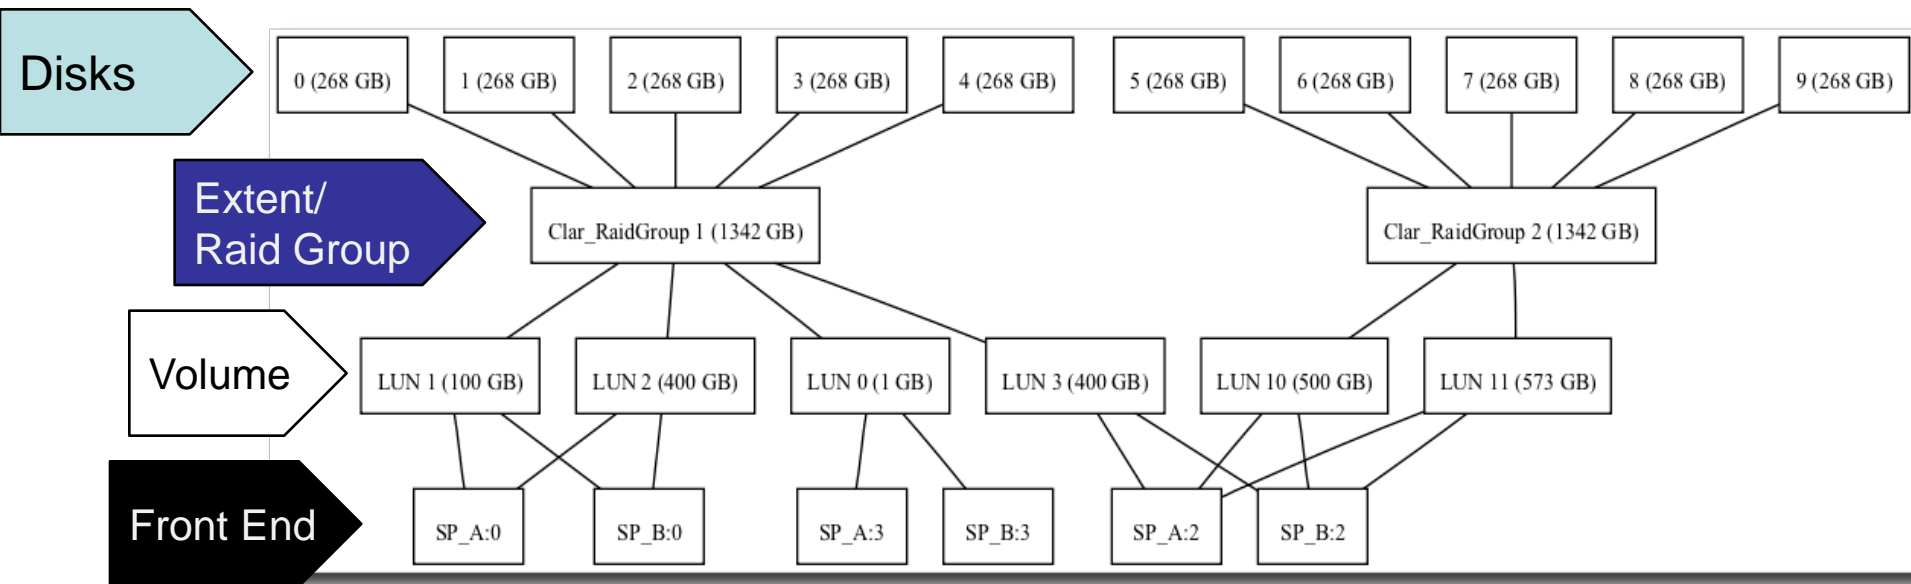 Disks
0 (268 GB)
1 (268 GB)
2 (268 GB)
3 (268 GB)
4 (268 GB)
5 (268 GB)
6 (268 GB)
7 (268 GB)
8 (268 GB)
9 (268 GB)
Extent/
Raid Group
Clar_RaidGroup 1 (1342 GB)
Clar_RaidGroup 2 (1342 GB)
Volume
LUN 1 (100 GB)
LUN 2 (400 GB)
LUN 0 (1 GB)
LUN 3 (400 GB)
LUN 10 (500 GB)
LUN 11 (573 GB)
Front End
SP_A:0
SP_B:0
SP_A:3
SP_B:3
SP_A:2
SP_B:2